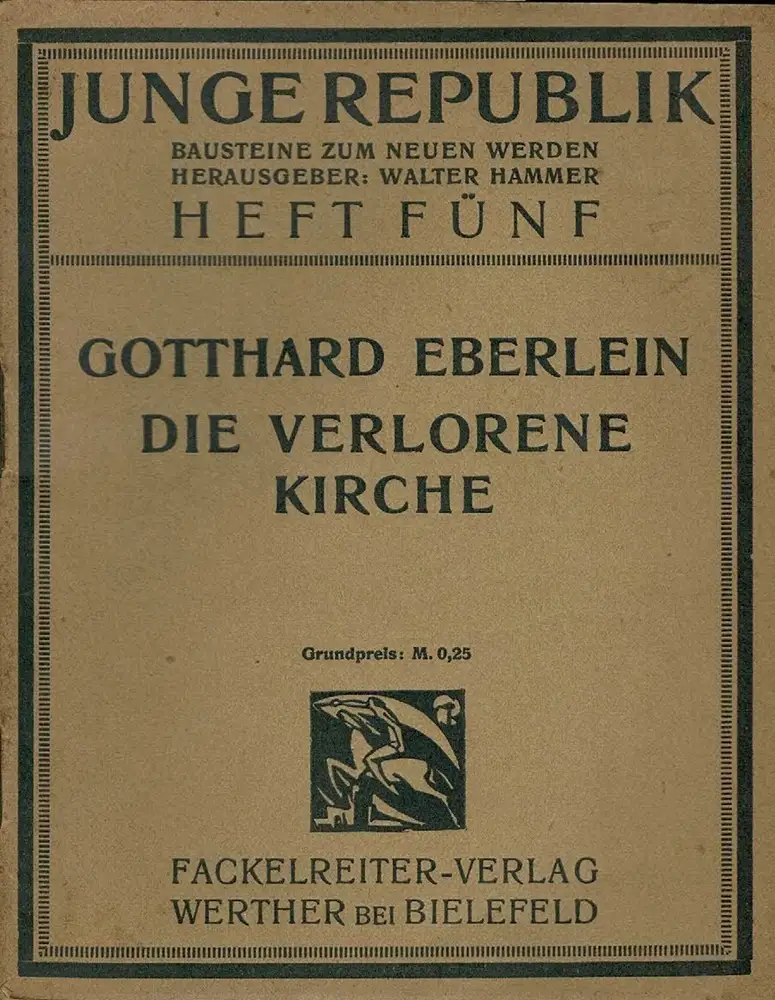 JUNGE REPUBLIK
BAUSTEINE ZUM NEUEN WERDEN
HERAUSGEBER: WALTER HAMMER
HEFT FÜNF
GOTTHARD EBERLEIN
DIE VERLORENE
KIRCHE
Grundpreis: M. 0,25
FACKELREITER-VERLAG
WERTHER BEI BIELEFELD